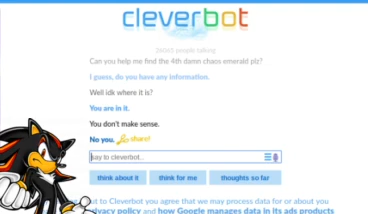 cleverbot
people talking
Can you help me find the 4th damn chaos emerald plz?
I guess, do you have any information.
Well idk where it is?
You are in it.
You don't make sense.
No you. share!
say to cleverbot...
think about it think for me thoughts so far
out to Cleverbot you agree that we may process data for or about you
ivacy policy and how Google manages data in its ads products